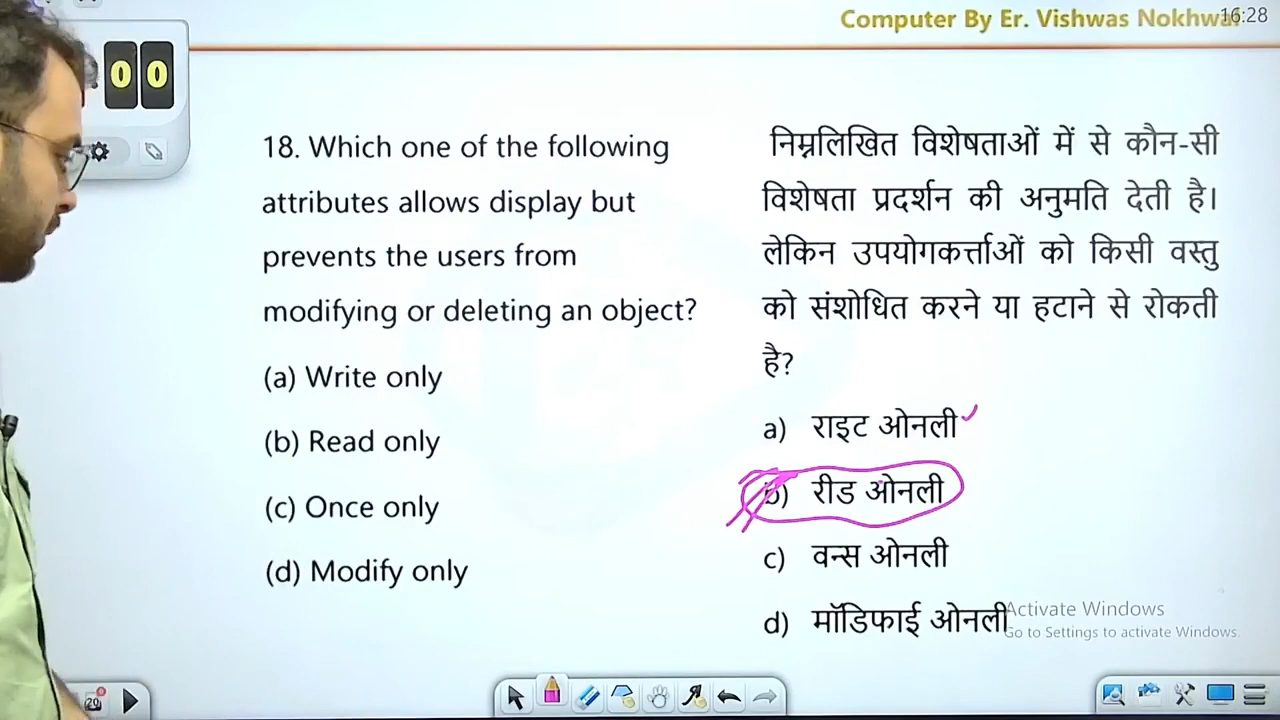 Computer By Er. Vishwas Nokhwal
16:28
00
18. Which one of the following
attributes allows display but
prevents the users from
modifying or deleting an object?
(a) Write only
(b) Read only
(c) Once only
(d) Modify only
निम्नलिखित विशेषताओं में से कौन-सी
विशेषता प्रदर्शन की अनुमति देती है।
लेकिन उपयोगकर्त्ताओं को किसी वस्तु
को संशोधित करने या हटाने से रोकती
है?
a) राइट ओनली
b) रीड ओनली
c) वन्स ओनली
d) मॉडिफाई ओनली
Activate Windows
Go to Settings to activate Windows.
29